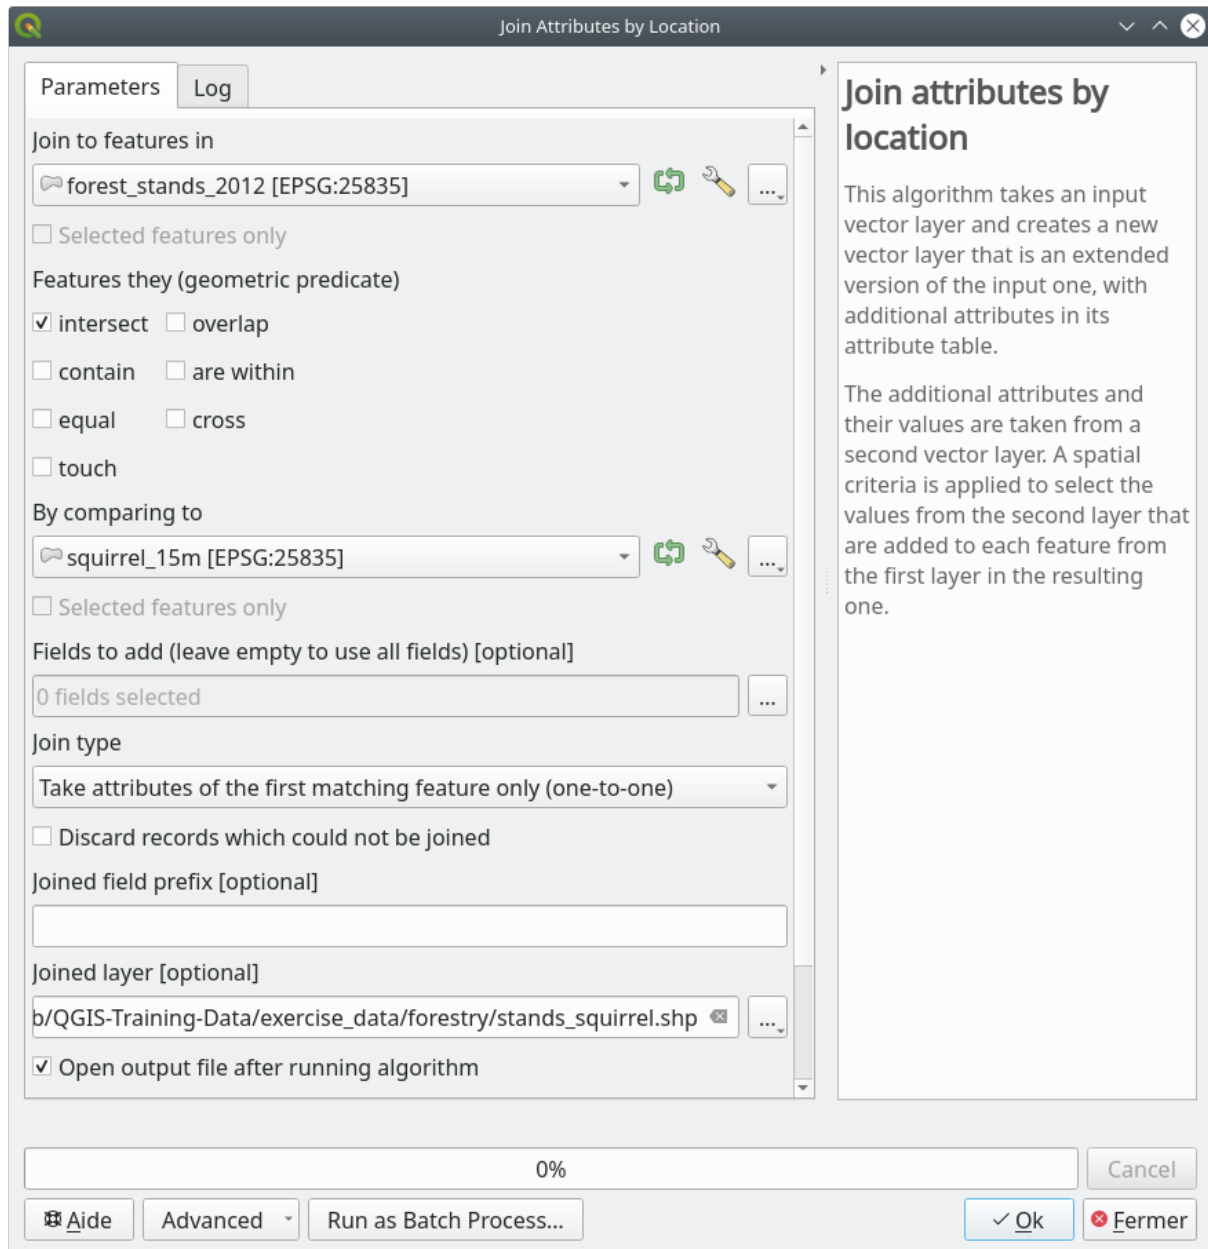 Join Attributes by Location
Parameters
Log
Join to features in
forest_stands_2012 [EPSG:25835]
...
Selected features only
Features they (geometric predicate)
intersect
overlap
contain
are within
equal
cross
touch
By comparing to
squirrel_15m [EPSG:25835]
...
Selected features only
Fields to add (leave empty to use all fields) [optional]
0 fields selected
...
Join type
Take attributes of the first matching feature only (one-to-one)
Discard records which could not be joined
Joined field prefix [optional]
Joined layer [optional]
b/QGIS-Training-Data/exercise_data/forestry/stands_squirrel.shp
...
Open output file after running algorithm
Join attributes by
location
This algorithm takes an input
vector layer and creates a new
vector layer that is an extended
version of the input one, with
additional attributes in its
attribute table.
The additional attributes and
their values are taken from a
second vector layer. A spatial
criteria is applied to select the
values from the second layer that
are added to each feature from
the first layer in the resulting
one.
0%
Cancel
Aide
Advanced
Run as Batch Process...
Ok
Fermer